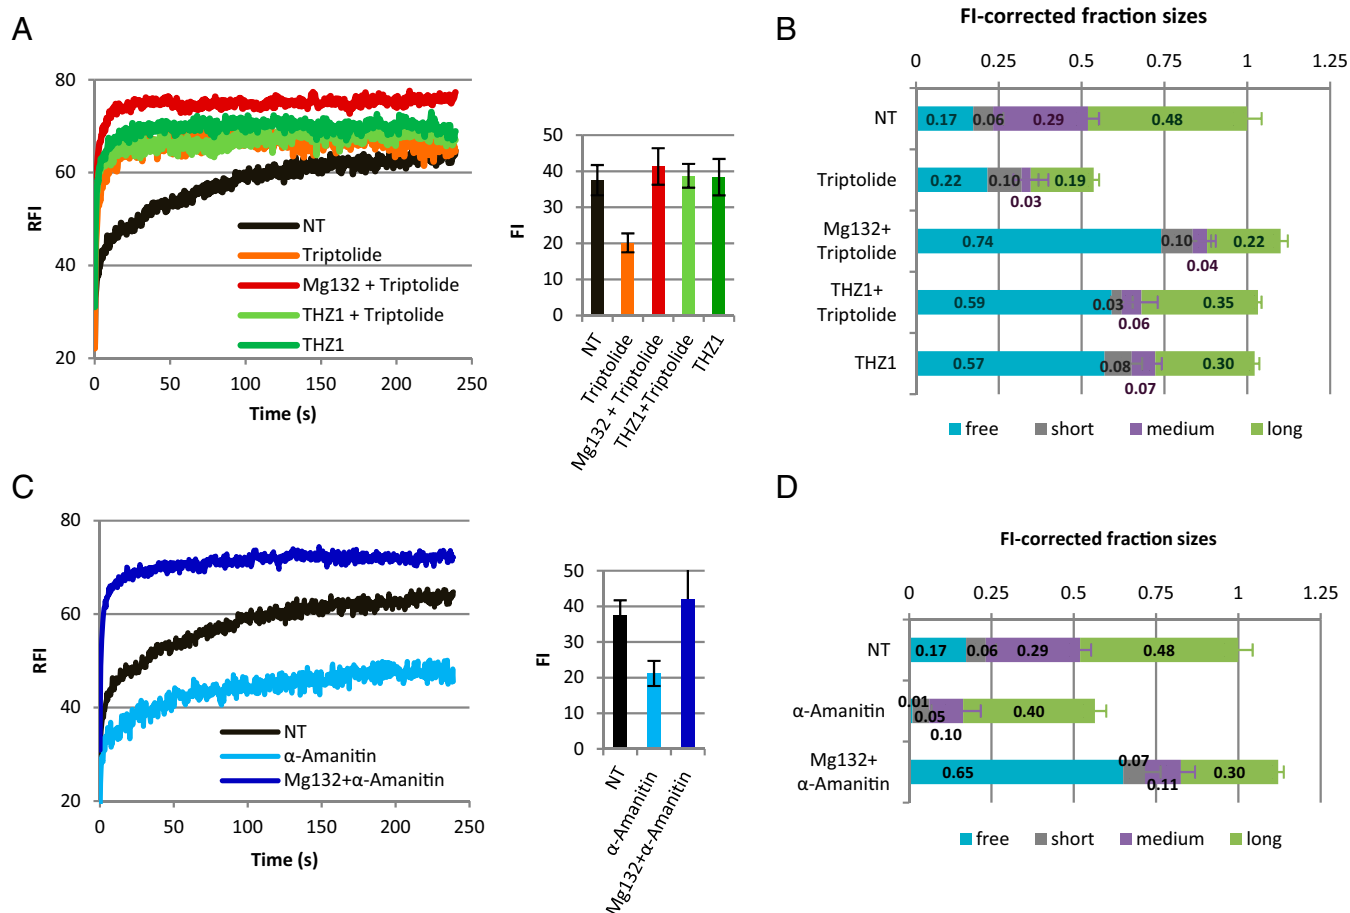 A
80
60
40
20
RFI
0
50
100
150
200
250
Time (s)
NT
Triptolide
Mg132 + Triptolide
THZ1 + Triptolide
THZ1
50
40
30
20
10
0
FI
NT
Triptolide
Mg132 + Triptolide
THZ1+Triptolide
THZ1
B
FI-corrected fraction sizes
0 0.25 0.5 0.75 1 1.25
NT
0.17 0.06 0.29 0.48
Triptolide
0.22 0.10 0.19
0.03
Mg132+
Triptolide
0.74 0.10 0.22
0.04
THZ1+
Triptolide
0.59 0.03 0.35
0.06
THZ1
0.57 0.08 0.30
0.07
free short medium long
C
80
60
40
20
RFI
0
50
100
150
200
250
Time (s)
NT
α-Amanitin
Mg132+α-Amanitin
50
40
30
20
10
0
FI
NT
α-Amanitin
Mg132+α-Amanitin
D
FI-corrected fraction sizes
0 0.25 0.5 0.75 1 1.25
NT
0.17 0.06 0.29 0.48
α-Amanitin
0.01
0.05 0.40
0.10
Mg132+
α-Amanitin
0.07
0.65 0.30
0.11
free short medium long